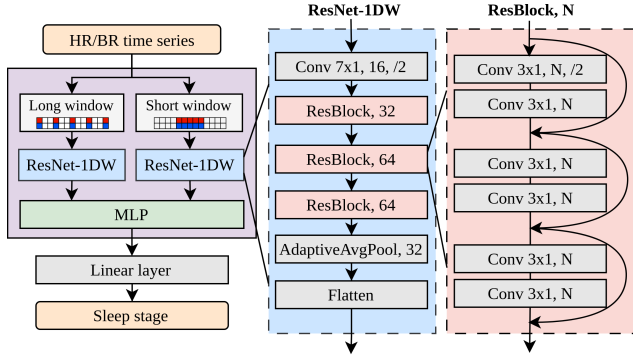 HR/BR time series
Long window
Short window
ResNet-1DW
ResNet-1DW
MLP
Linear layer
Sleep stage
ResNet-1DW
Conv 7x1, 16, /2
ResBlock, 32
ResBlock, 64
ResBlock, 64
AdaptiveAvgPool, 32
Flatten
ResBlock, N
Conv 3x1, N, /2
Conv 3x1, N
Conv 3x1, N
Conv 3x1, N
Conv 3x1, N
Conv 3x1, N